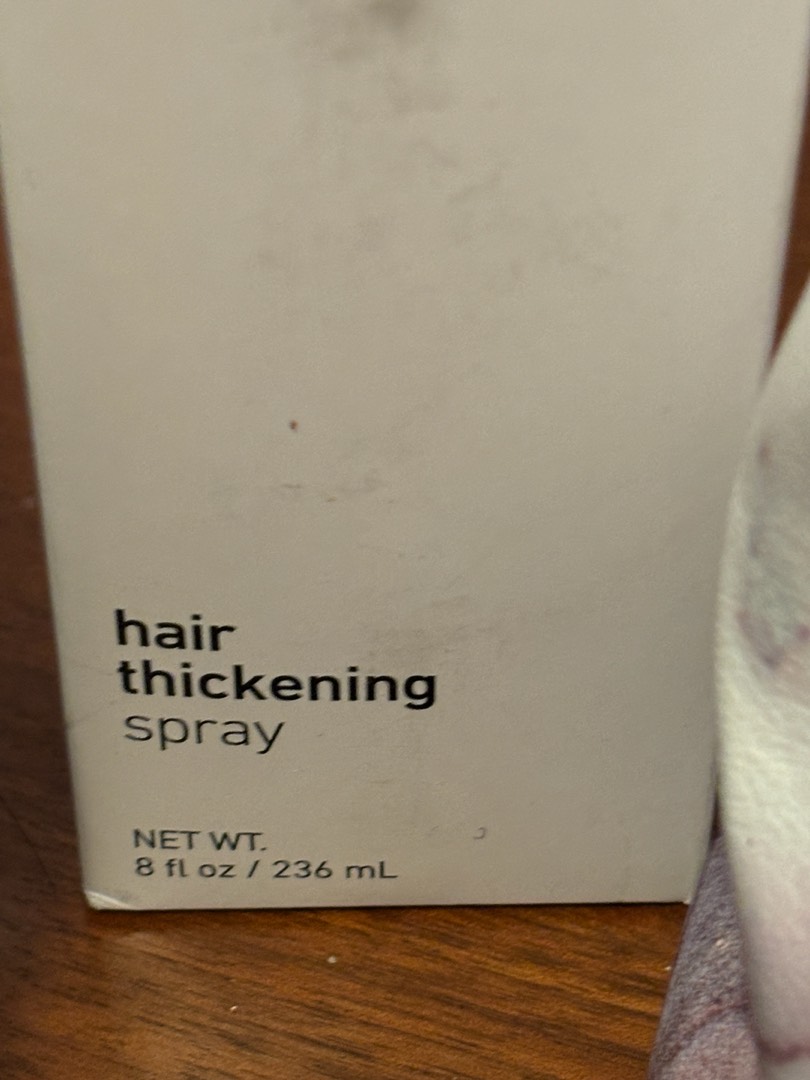 hair
thickening
spray
NET WT.
8 fl oz / 236 mL